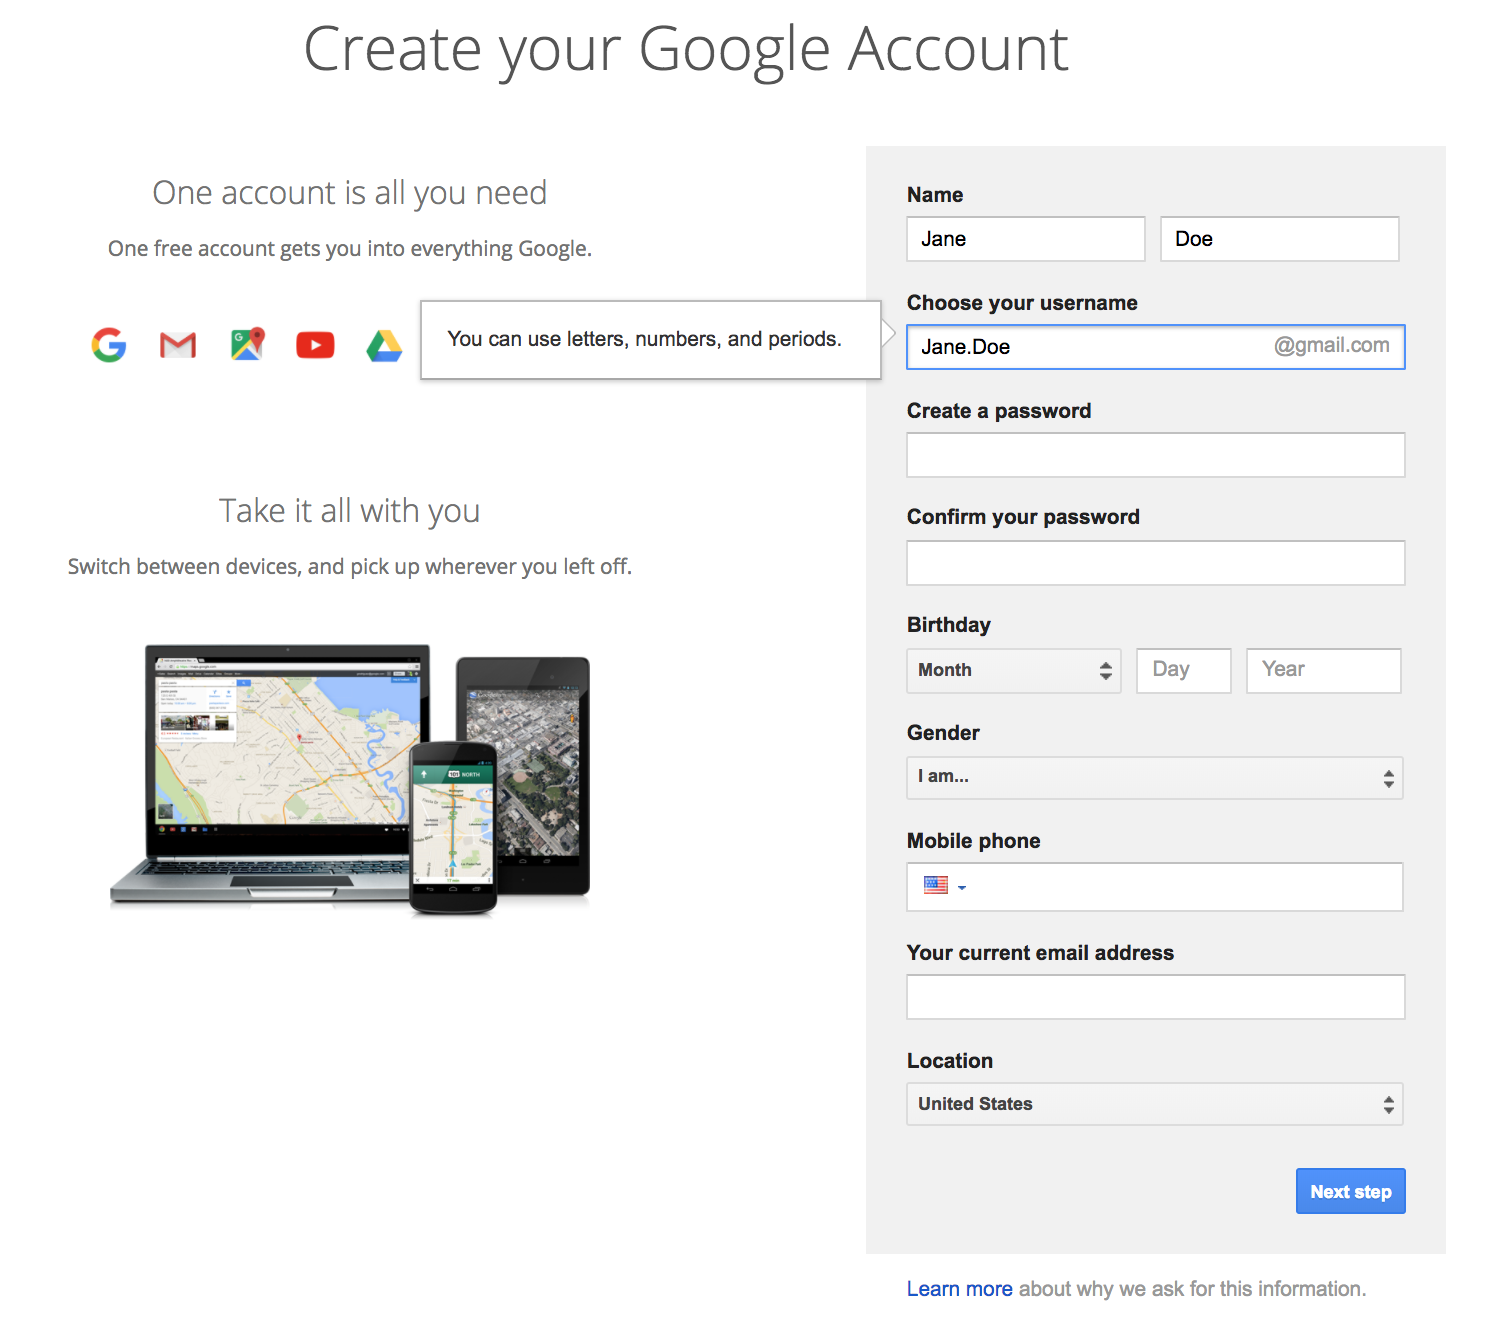 Create your Google Account
One account is all you need
One free account gets you into everything Google.
You can use letters, numbers, and periods.
Take it all with you
Switch between devices, and pick up wherever you left off.
101 NORTH
Name
Jane Doe
Choose your username
Jane.Doe @gmail.com
Create a password
Confirm your password
Birthday
Month Day Year
Gender
I am...
Mobile phone
Your current email address
Location
United States
Next step
Learn more about why we ask for this information.